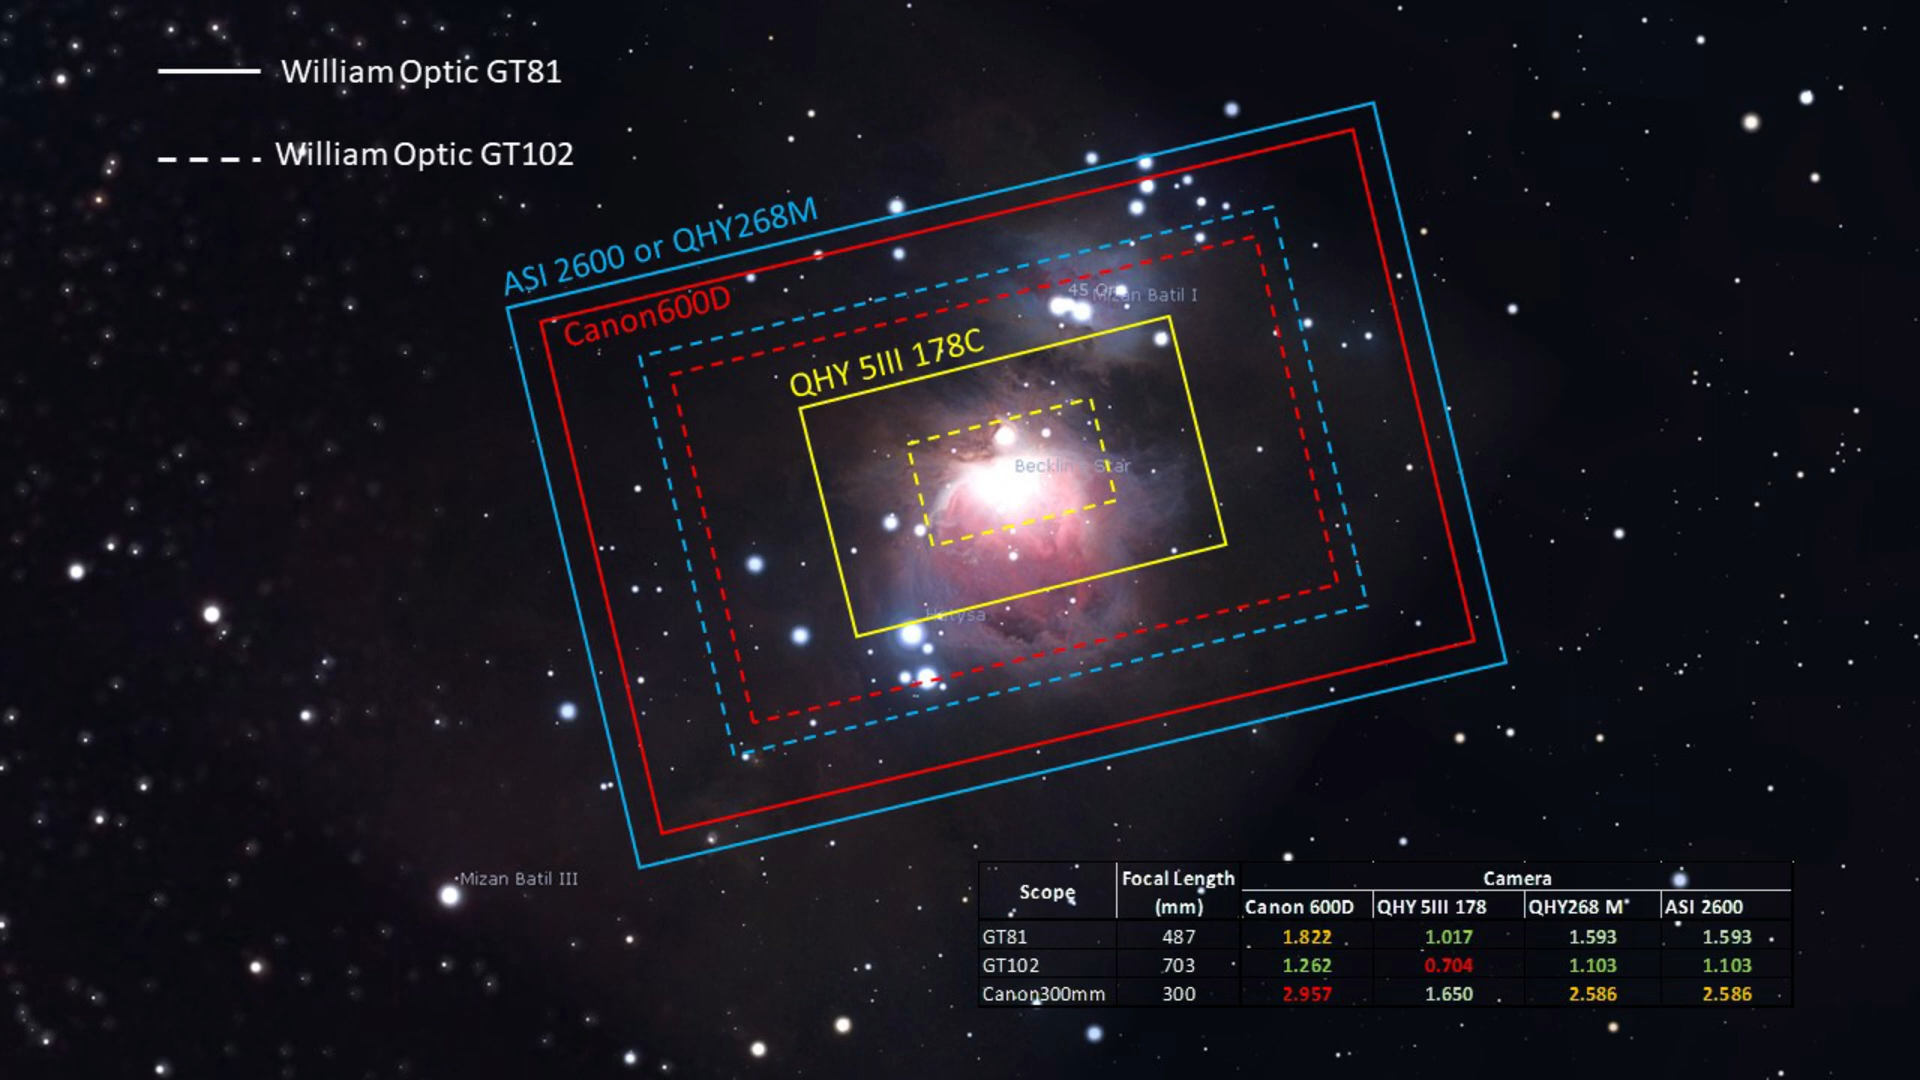 William Optic GT81
William Optic GT102
ASI 2600 or QHY268M
Canon600D
45 Ori
Mizan Batil I
QHY 5III 178C
Becklin Star
Hatysa
Mizan Batil III
Scope Focal Length (mm) Camera
Canon 600D QHY 5III 178 QHY268 M ASI 2600
GT81 487 1.822 1.017 1.593 1.593
GT102 703 1.262 0.704 1.103 1.103
Canon300mm 300 2.957 1.650 2.586 2.586